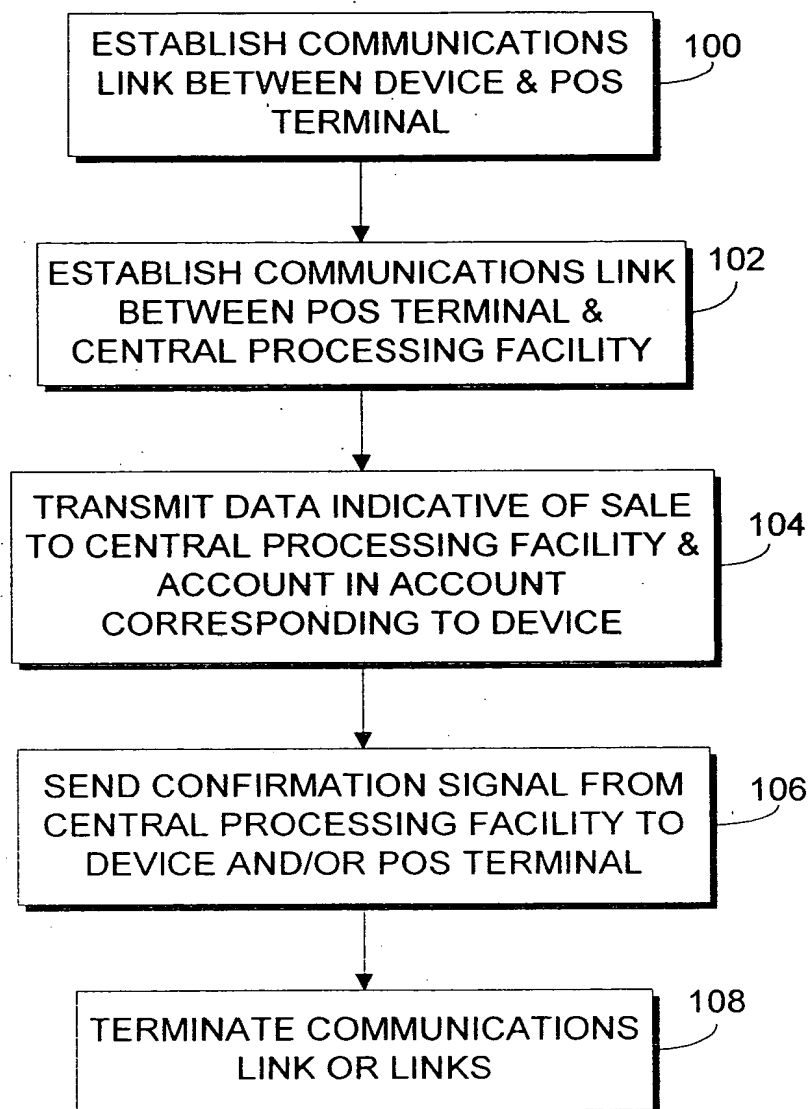 ESTABLISH COMMUNICATIONS
LINK BETWEEN DEVICE & POS
TERMINAL
100
ESTABLISH COMMUNICATIONS LINK
BETWEEN POS TERMINAL &
CENTRAL PROCESSING FACILITY
102
TRANSMIT DATA INDICATIVE OF SALE
TO CENTRAL PROCESSING FACILITY &
ACCOUNT IN ACCOUNT
CORRESPONDING TO DEVICE
104
SEND CONFIRMATION SIGNAL FROM
CENTRAL PROCESSING FACILITY TO
DEVICE AND/OR POS TERMINAL
106
TERMINATE COMMUNICATIONS
LINK OR LINKS
108